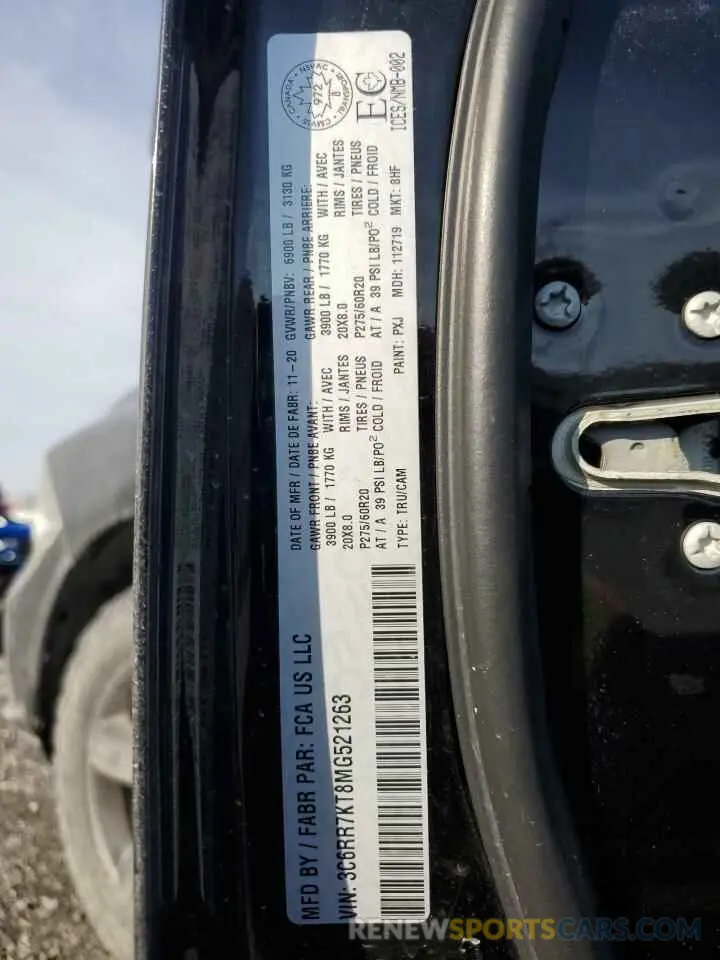 MFD BY / FABR PAR: FCA US LLC
DATE OF MFR / DATE DE FABR: 11-20
GVWR/PNBV: 6900 LB / 3130 KG
GAWR FRONT / PNBE AVANT:
3900 LB / 1770 KG WITH / AVEC
20X8.0 RIMS / JANTES
P275/60R20 TIRES / PNEUS
AT / A 39 PSI LB/PO² COLD / FROID
GAWR REAR / PNBE ARRIERE:
3900 LB / 1770 KG WITH / AVEC
20X8.0 RIMS / JANTES
P275/60R20 TIRES / PNEUS
AT / A 39 PSI LB/PO² COLD / FROID
VIN: 3C6RR7KT8MG521263
TYPE: TRU/CAM
PAINT: PXJ
MDH: 112719
MKT: 8HF
CANADA
972
8
EC
ICES/NMB-002
RENEWSPORTSCARS.COM